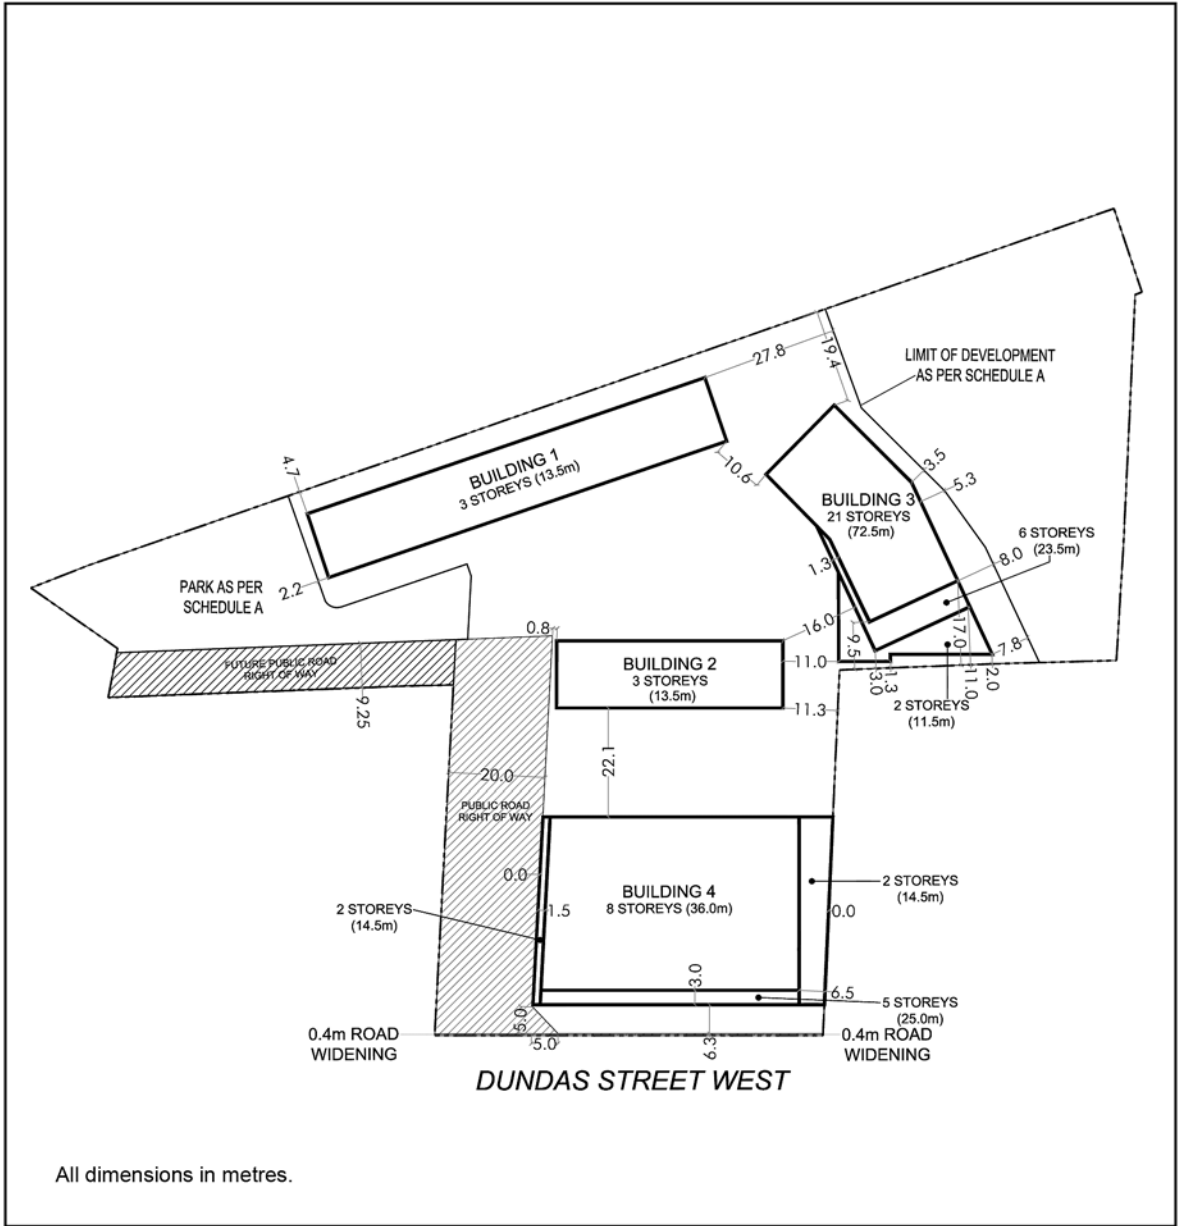 27.8
19.4
LIMIT OF DEVELOPMENT
AS PER SCHEDULE A
4.7
BUILDING 1
3 STOREYS (13.5m)
10.6
3.5
5.3
BUILDING 3
21 STOREYS
(72.5m)
6 STOREYS
(23.5m)
8.0
1.3
2.2
PARK AS PER
SCHEDULE A
16.0
9.5
17.0
7.8
0.8
FUTURE PUBLIC ROAD
RIGHT OF WAY
9.25
BUILDING 2
3 STOREYS
(13.5m)
11.0
11.3
3.0
1.3
11.0
2.0
2 STOREYS
(11.5m)
22.1
20.0
PUBLIC ROAD
RIGHT OF WAY
0.0
BUILDING 4
8 STOREYS (36.0m)
2 STOREYS
(14.5m)
2 STOREYS
(14.5m)
1.5
0.0
3.0
6.5
5 STOREYS
(25.0m)
5.0
5.0
6.3
0.4m ROAD
WIDENING
0.4m ROAD
WIDENING
DUNDAS STREET WEST
All dimensions in metres.